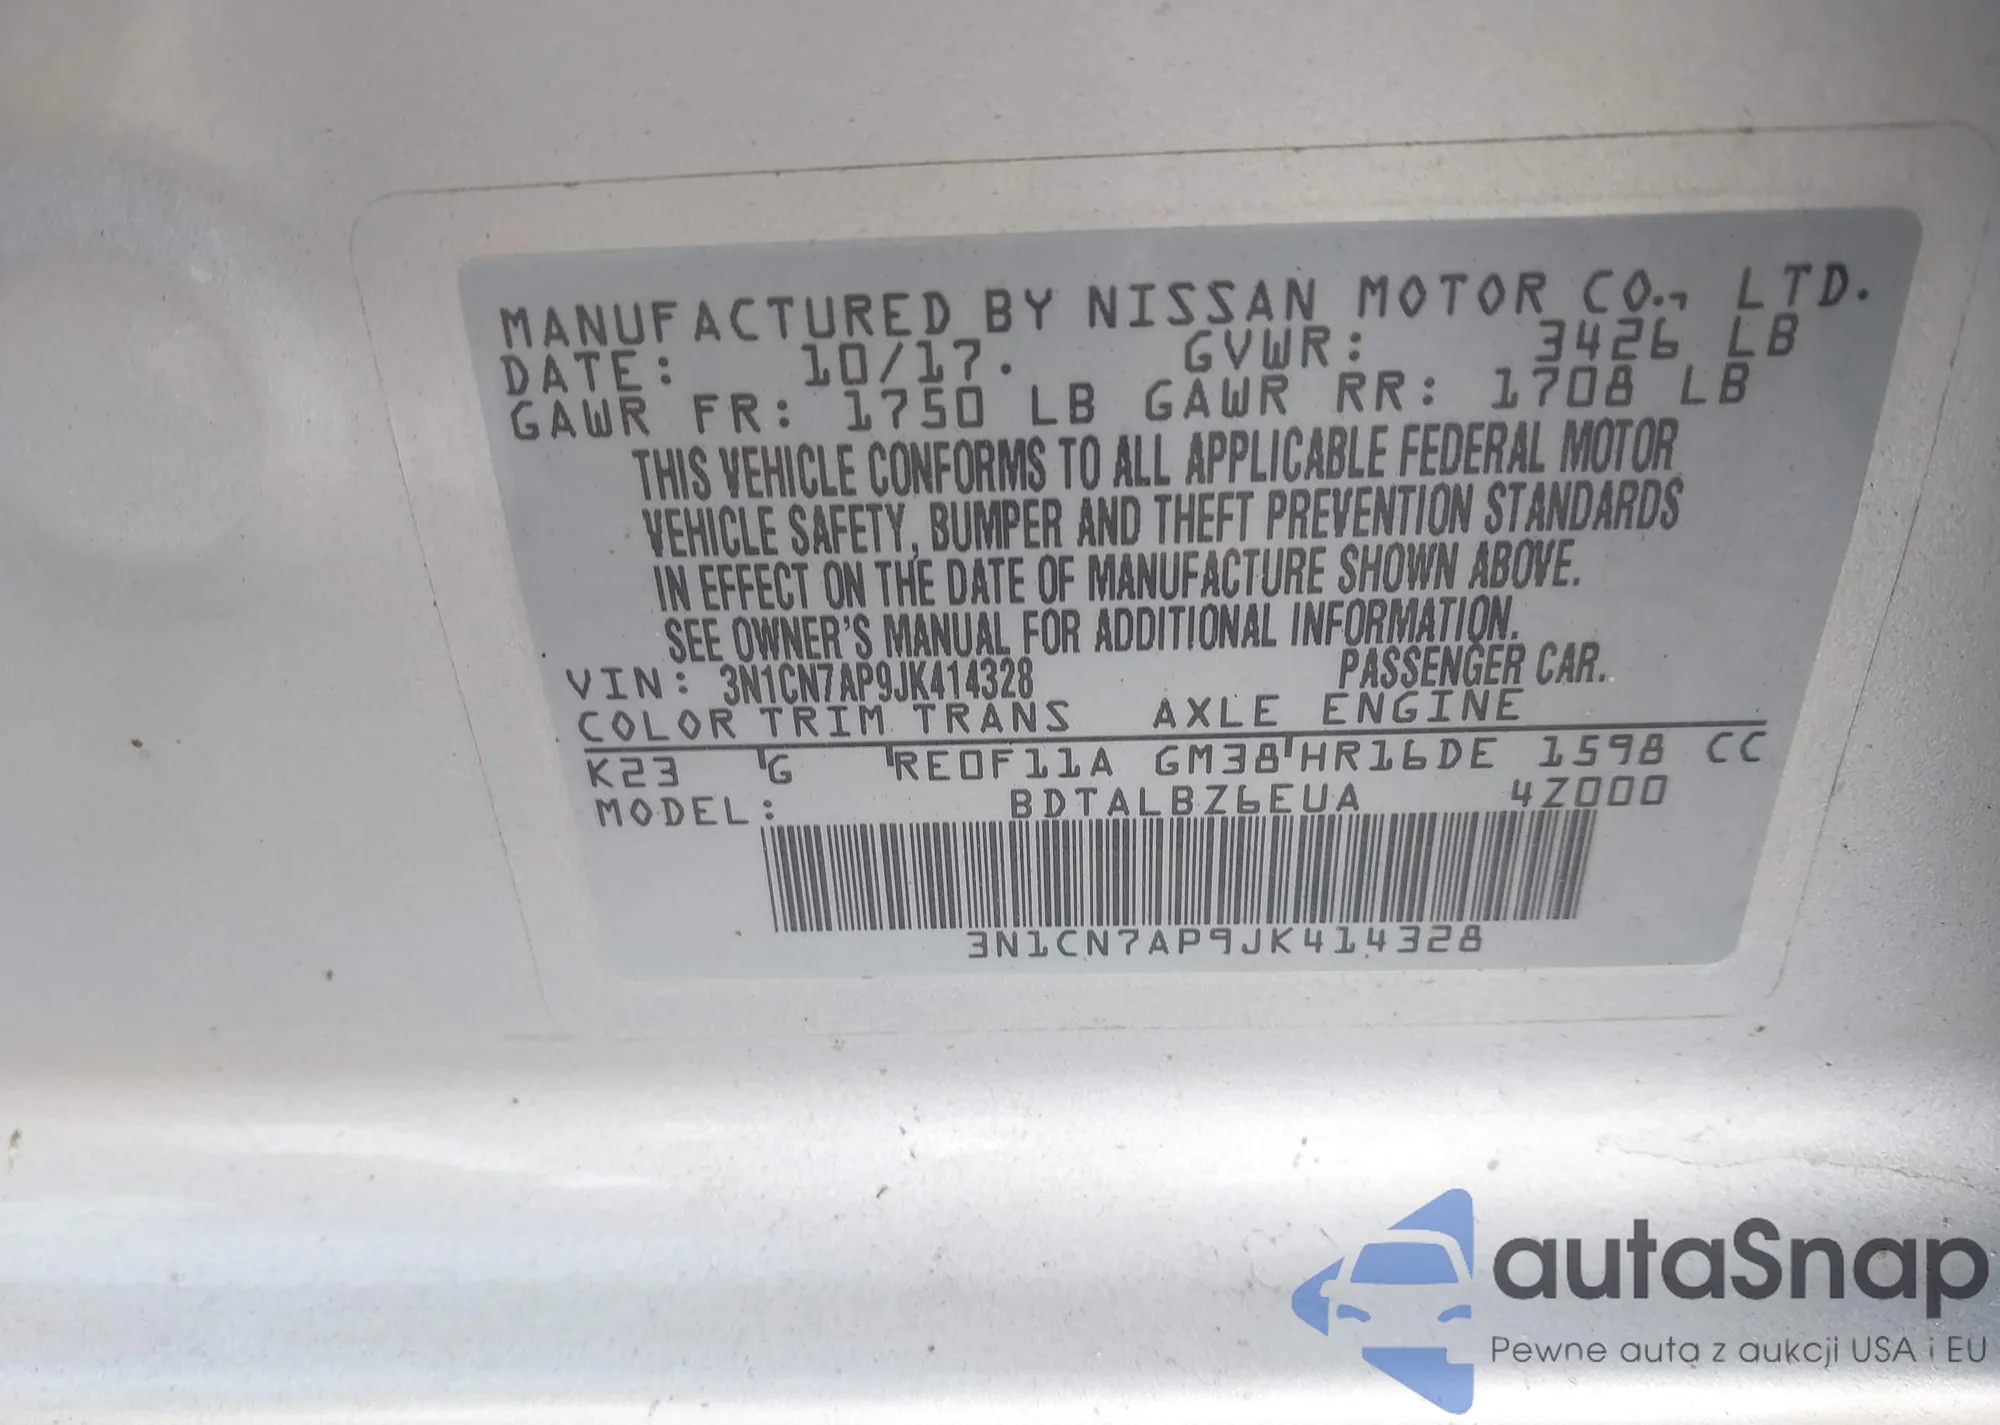 MANUFACTURED BY NISSAN MOTOR CO., LTD.
DATE: 10/17. GVWR: 3426 LB
GAWR FR: 1750 LB GAWR RR: 1708 LB
THIS VEHICLE CONFORMS TO ALL APPLICABLE FEDERAL MOTOR
VEHICLE SAFETY, BUMPER AND THEFT PREVENTION STANDARDS
IN EFFECT ON THE DATE OF MANUFACTURE SHOWN ABOVE.
SEE OWNER'S MANUAL FOR ADDITIONAL INFORMATION.
VIN: 3N1CN7AP9JK414328 PASSENGER CAR.
COLOR TRIM TRANS AXLE ENGINE
K23 G RE0F11A GM38 HR16DE 1598 CC
MODEL: BDTALBZ6EUA 4Z000
3N1CN7AP9JK414328
autaSnap
Pewne auta z aukcji USA i EU